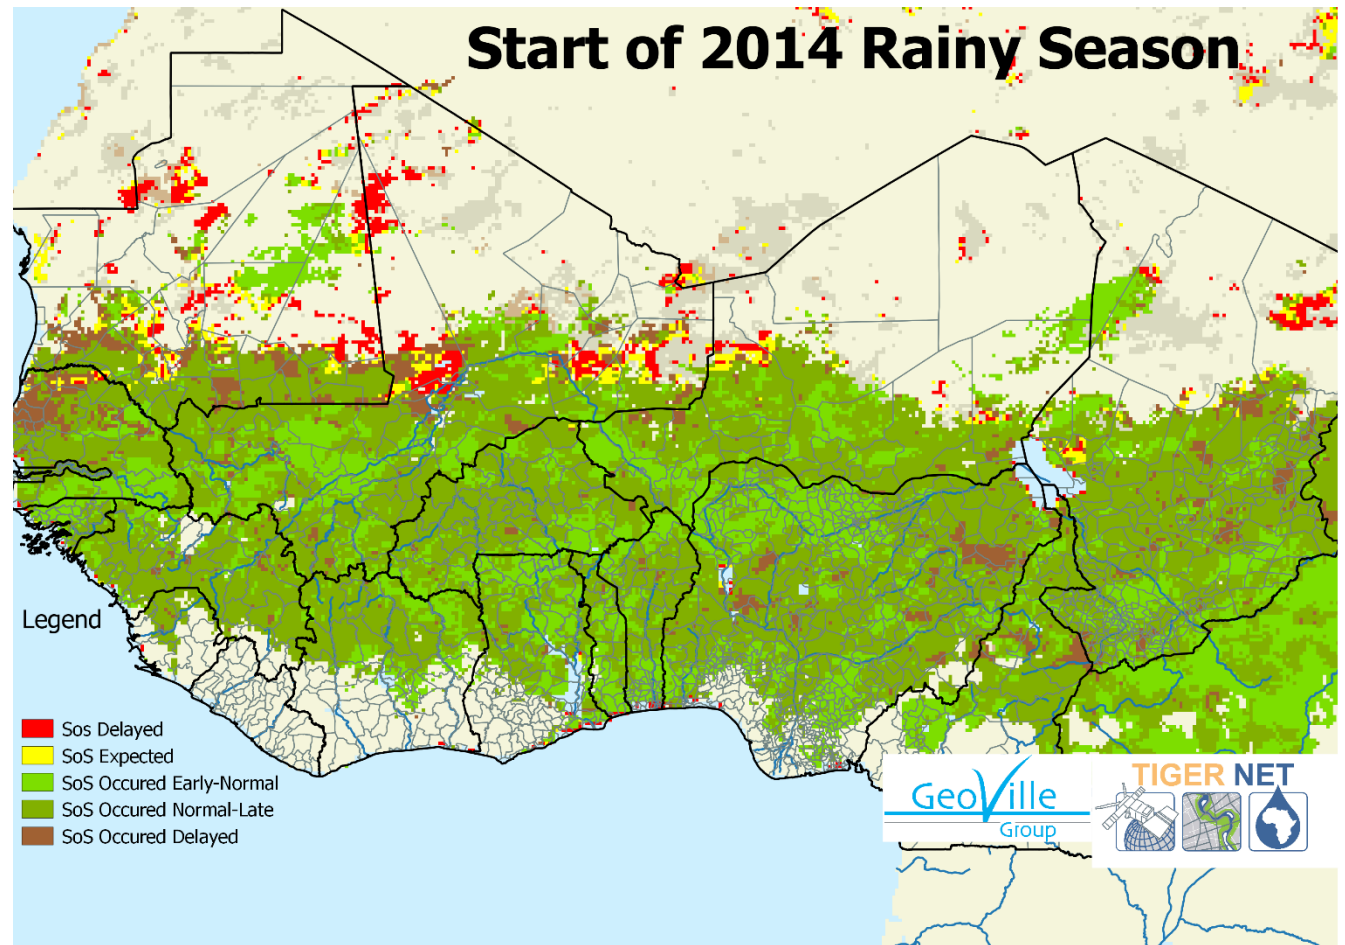 Start of 2014 Rainy Season
Legend
Sos Delayed
SoS Expected
SoS Occured Early-Normal
SoS Occured Normal-Late
SoS Occured Delayed
GeoVille
Group
TIGER NET